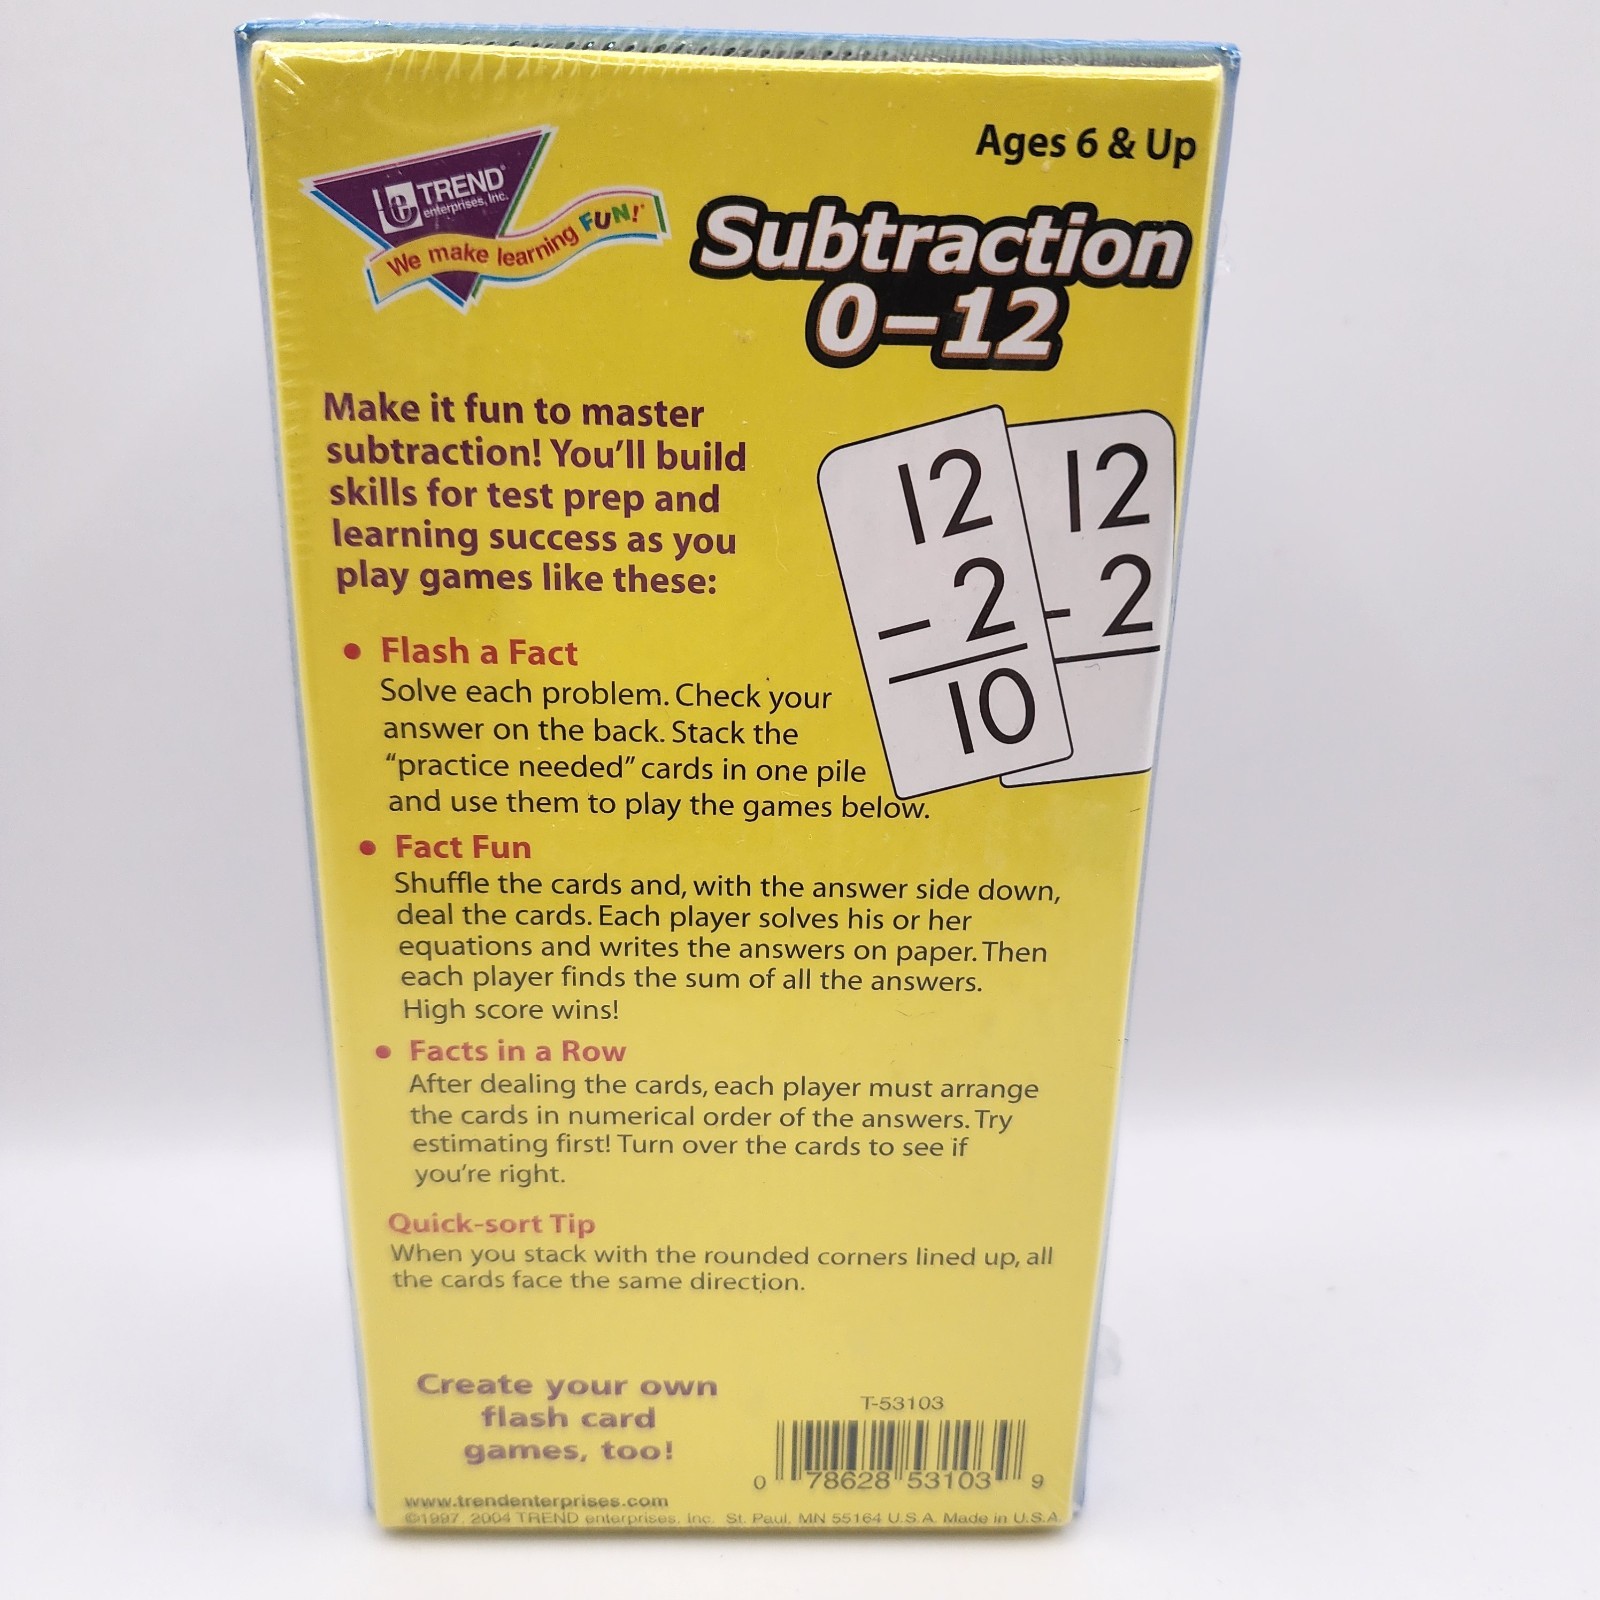 Ages 6 & Up
le TREND®
enterprises, Inc.
We make learning FUN!®
Subtraction
0–12
Make it fun to master
subtraction! You'll build
skills for test prep and
learning success as you
play games like these:
12
- 2
10
12
- 2
• Flash a Fact
Solve each problem. Check your
answer on the back. Stack the
"practice needed" cards in one pile
and use them to play the games below.
• Fact Fun
Shuffle the cards and, with the answer side down,
deal the cards. Each player solves his or her
equations and writes the answers on paper. Then
each player finds the sum of all the answers.
High score wins!
• Facts in a Row
After dealing the cards, each player must arrange
the cards in numerical order of the answers. Try
estimating first! Turn over the cards to see if
you're right.
Quick-sort Tip
When you stack with the rounded corners lined up, all
the cards face the same direction.
Create your own
flash card
games, too!
T-53103
0 78628 53103 9
www.trendenterprises.com
©1997, 2004 TREND enterprises, Inc. St. Paul, MN 55164 U.S.A. Made in U.S.A.